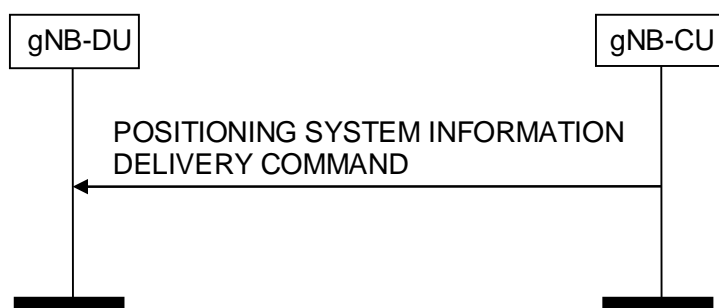 gNB-DU
gNB-CU
POSITIONING SYSTEM INFORMATION
DELIVERY COMMAND